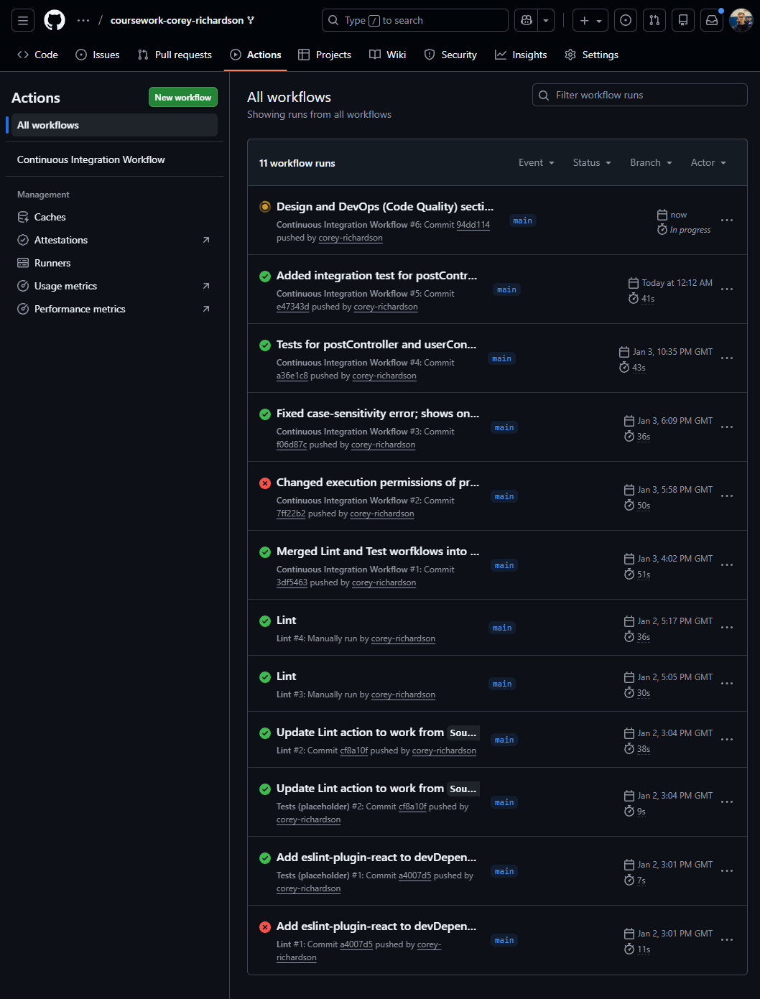 ... / coursework-corey-richardson
Type / to search
Code Issues Pull requests Actions Projects Wiki Security Insights Settings
Actions
New workflow
All workflows
Continuous Integration Workflow
Management
Caches
Attestations
Runners
Usage metrics
Performance metrics
All workflows
Showing runs from all workflows
Filter workflow runs
11 workflow runs
Event Status Branch Actor
Design and DevOps (Code Quality) secti...
Continuous Integration Workflow #6: Commit 94dd114
pushed by corey-richardson
main
now
In progress
Added integration test for postContr...
Continuous Integration Workflow #5: Commit
e47343d pushed by corey-richardson
main
Today at 12:12 AM
41s
Tests for postController and userCon...
Continuous Integration Workflow #4: Commit
a36e1c8 pushed by corey-richardson
main
Jan 3, 10:35 PM GMT
43s
Fixed case-sensitivity error; shows on...
Continuous Integration Workflow #3: Commit
f06d87c pushed by corey-richardson
main
Jan 3, 6:09 PM GMT
36s
Changed execution permissions of pr...
Continuous Integration Workflow #2: Commit
7ff22b2 pushed by corey-richardson
main
Jan 3, 5:58 PM GMT
50s
Merged Lint and Test worfklows into ...
Continuous Integration Workflow #1: Commit
3df5463 pushed by corey-richardson
main
Jan 3, 4:02 PM GMT
51s
Lint
Lint #4: Manually run by corey-richardson
main
Jan 2, 5:17 PM GMT
36s
Lint
Lint #3: Manually run by corey-richardson
main
Jan 2, 5:05 PM GMT
30s
Update Lint action to work from Sou...
Lint #2: Commit cf8a10f pushed by corey-richardson
main
Jan 2, 3:04 PM GMT
38s
Update Lint action to work from Sou...
Tests (placeholder) #2: Commit cf8a10f pushed by
corey-richardson
main
Jan 2, 3:04 PM GMT
9s
Add eslint-plugin-react to devDepen...
Tests (placeholder) #1: Commit a4007d5 pushed by
corey-richardson
main
Jan 2, 3:01 PM GMT
7s
Add eslint-plugin-react to devDepen...
Lint #1: Commit a4007d5 pushed by corey-
richardson
main
Jan 2, 3:01 PM GMT
11s